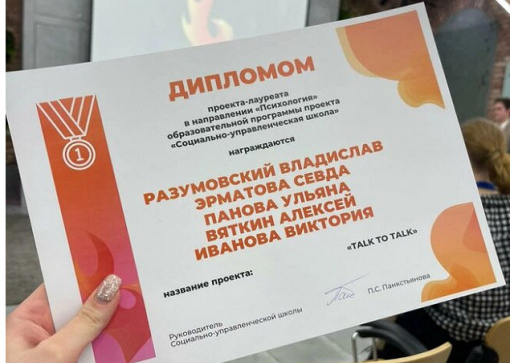 ДИПЛОМОМ
проекта-лауреата
в направлении «Психология»
образовательной программы проекта
«Социально-управленческая школа»
награждаются
1
РАЗУМОВСКИЙ ВЛАДИСЛАВ
ЭРМАТОВА СЕВДА
ПАНОВА УЛЬЯНА
ВЯТКИН АЛЕКСЕЙ
ИВАНОВА ВИКТОРИЯ
название проекта: «TALK TO TALK»
Руководитель
Социально-управленческой школы
П.С. Панкстьянова